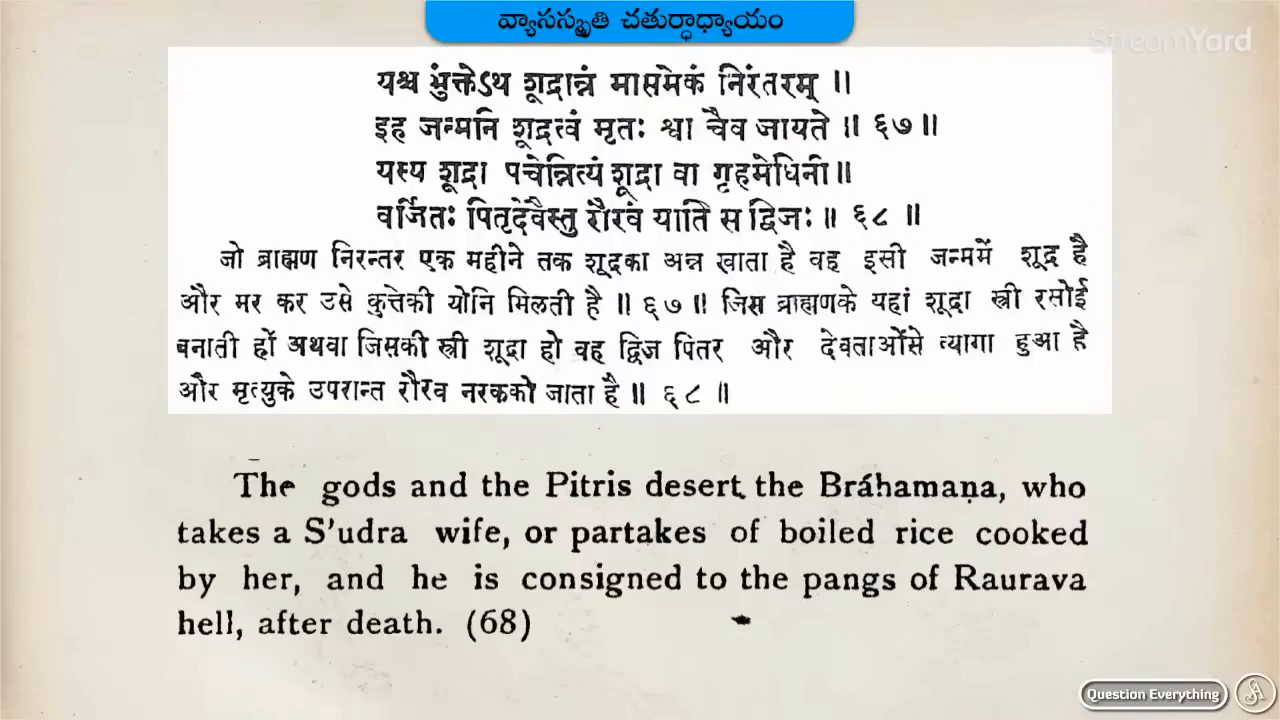 వ్యాసస్మృతి చతుర్ధాధ్యాయం
StreamYard
यश्च भुंक्तेऽथ शूद्रान्नं मासमेकं निरंतरम् ॥
इह जन्मनि शूद्रत्वं मृतः श्वा चैव जायते ॥ ६७ ॥
यस्य शूद्रा पचेन्नित्यं शूद्रा वा गृहमेधिनी ॥
वर्जितः पितृदेवैस्तु रौरवं याति स द्विजः ॥ ६८ ॥
जो ब्राह्मण निरन्तर एक महीने तक शूद्रका अन्न खाता है वह इसी जन्ममें शूद्र है
और मर कर उसे कुत्तेकी योनि मिलती है ॥ ६७ ॥ जिस ब्राह्मणके यहां शूद्रा स्त्री रसोई
बनाती हों अथवा जिसकी स्त्री शूद्रा हो वह द्विज पितर और देवताओंसे त्यागा हुआ है
और मृत्युके उपरान्त रौरव नरकको जाता है ॥ ६८ ॥
The gods and the Pitris desert the Bráhamaṇa, who
takes a S'udra wife, or partakes of boiled rice cooked
by her, and he is consigned to the pangs of Raurava
hell, after death. (68)
Question Everything